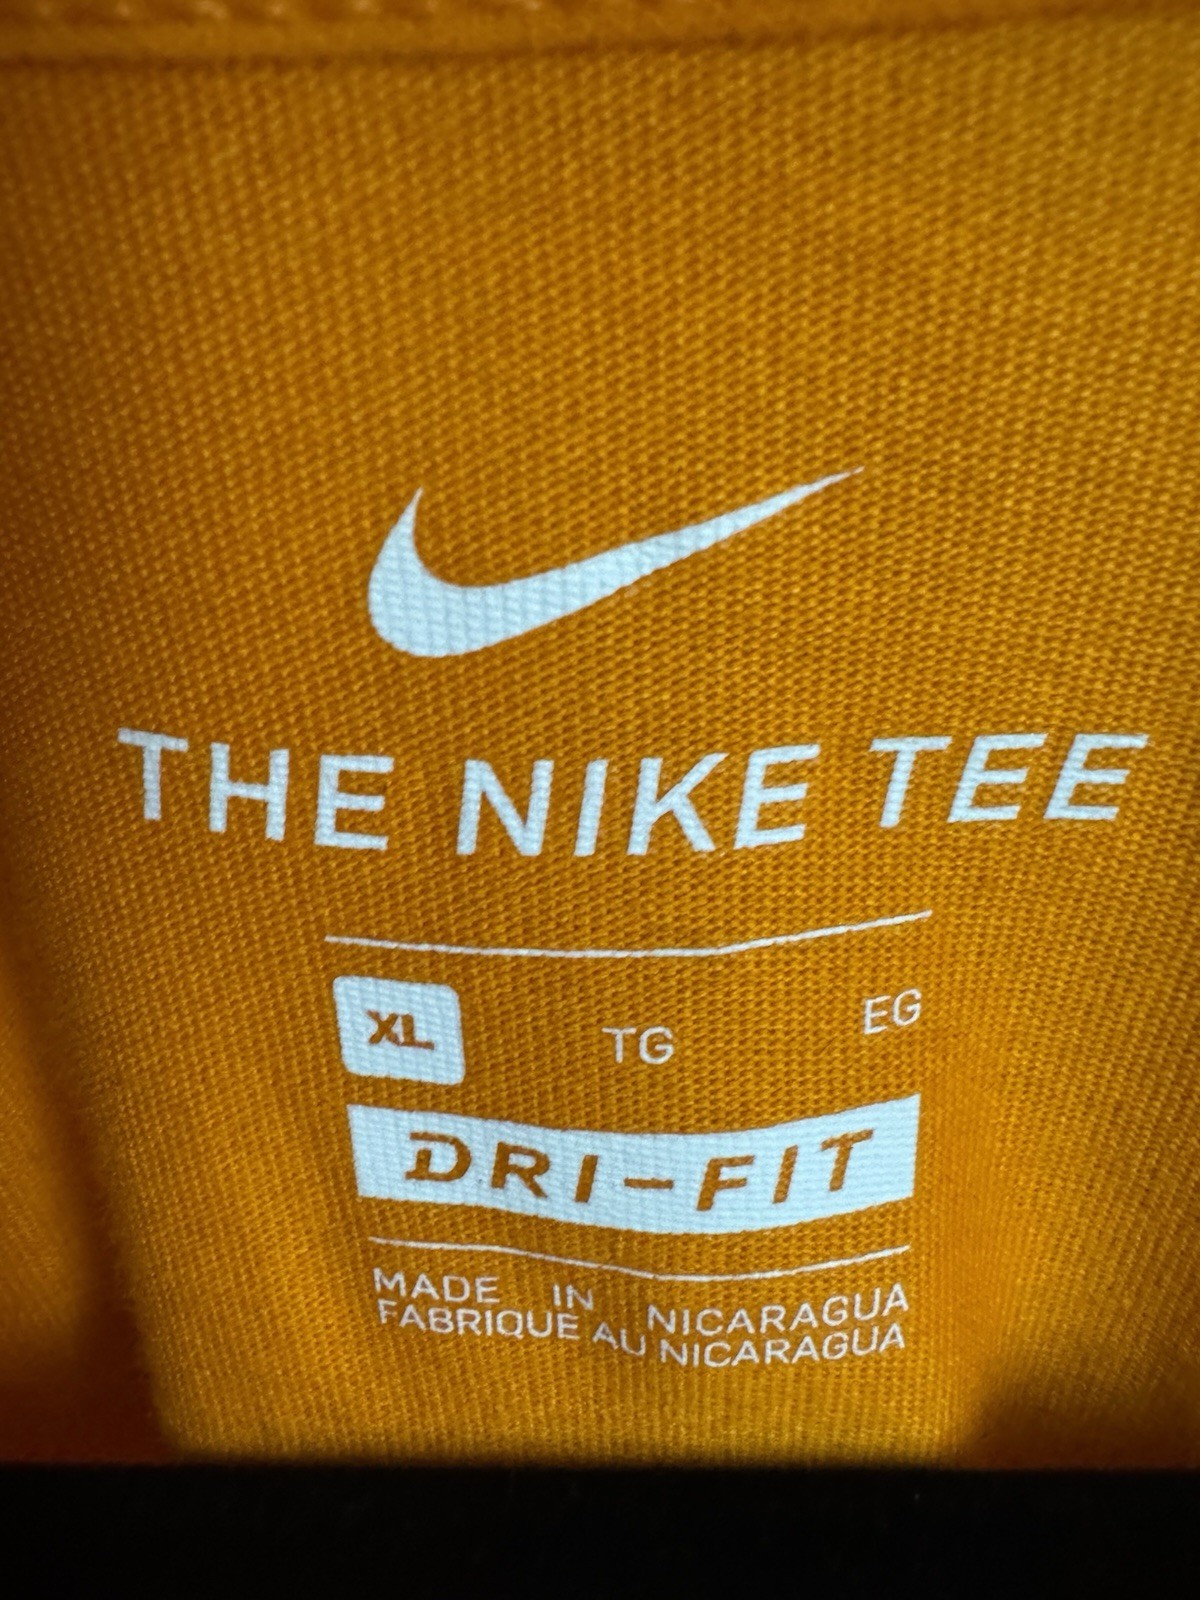 THE NIKE TEE
XL TG EG
DRI-FIT
MADE IN NICARAGUA
FABRIQUE AU NICARAGUA